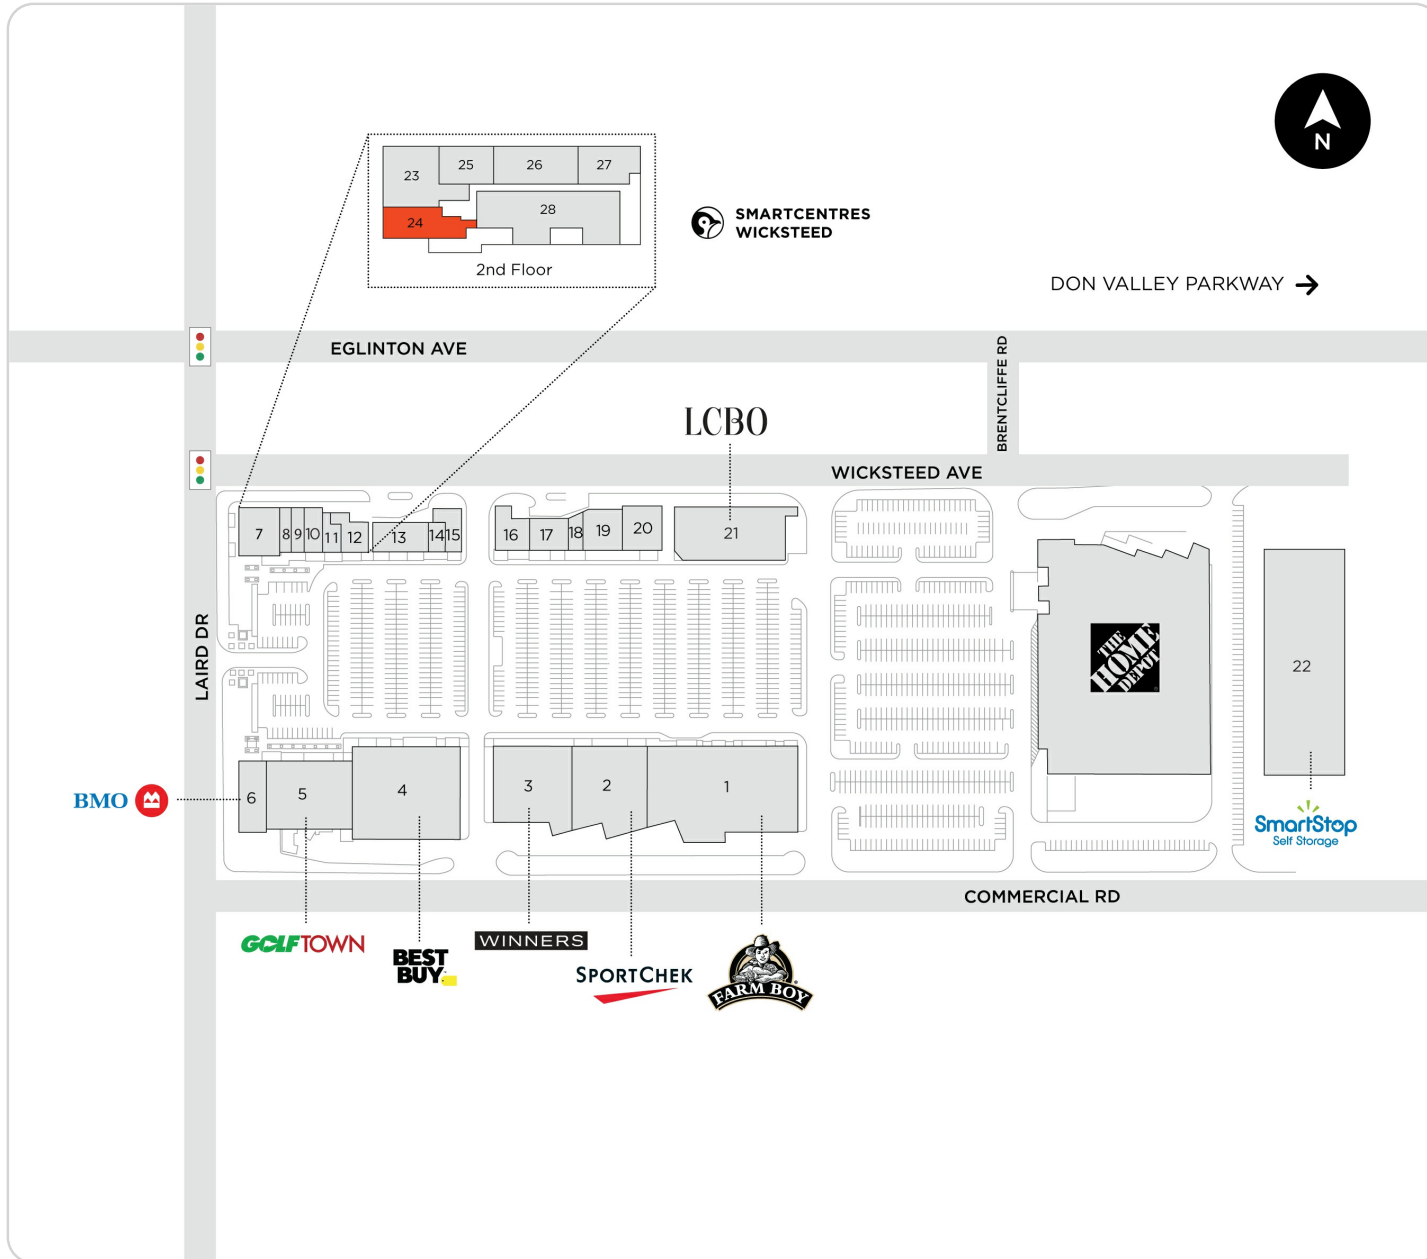 N
23
25
26
27
24
28
2nd Floor
SMARTCENTRES
WICKSTEED
DON VALLEY PARKWAY
EGLINTON AVE
BRENTCLIFFE RD
LCBO
WICKSTEED AVE
7
8
9
10
11
12
13
14
15
16
17
18
19
20
21
LAIRD DR
THE
HOME
DEPOT
22
BMO
6
5
4
3
2
1
SmartStop
Self Storage
COMMERCIAL RD
GOLFTOWN
BEST
BUY
WINNERS
SPORTCHEK
FARM BOY